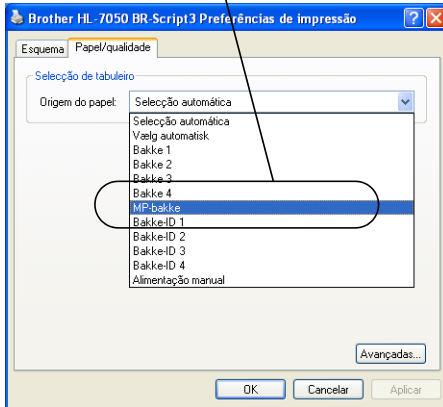 Brother HL-7050 BR-Script3 Preferências de impressão
Esquema Papel/qualidade
Selecção de tabuleiro
Origem do papel: Selecção automática
Selecção automática
Vælg automatisk
Bakke 1
Bakke 2
Bakke 3
Bakke 4
MP-bakke
Bakke-ID 1
Bakke-ID 2
Bakke-ID 3
Bakke-ID 4
Alimentação manual
Avançadas...
OK Cancelar Aplicar